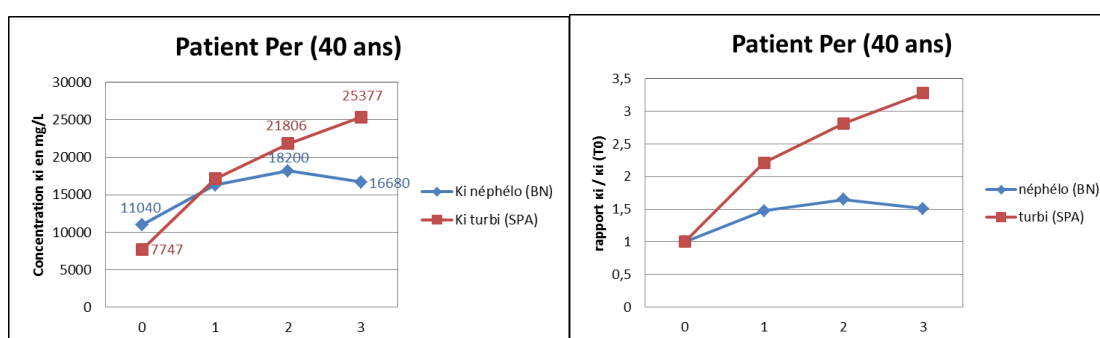 Patient Per (40 ans)
Concentration κi en mg/L
30000
25000
20000
15000
10000
5000
0
25377
21806
18200
16680
11040
7747
0 1 2 3
Ki néphélo (BN)
Ki turbi (SPA)
Patient Per (40 ans)
rapport κi / κi (T0)
3,5
3
2,5
2
1,5
1
0,5
0
0 1 2 3
néphélo (BN)
turbi (SPA)